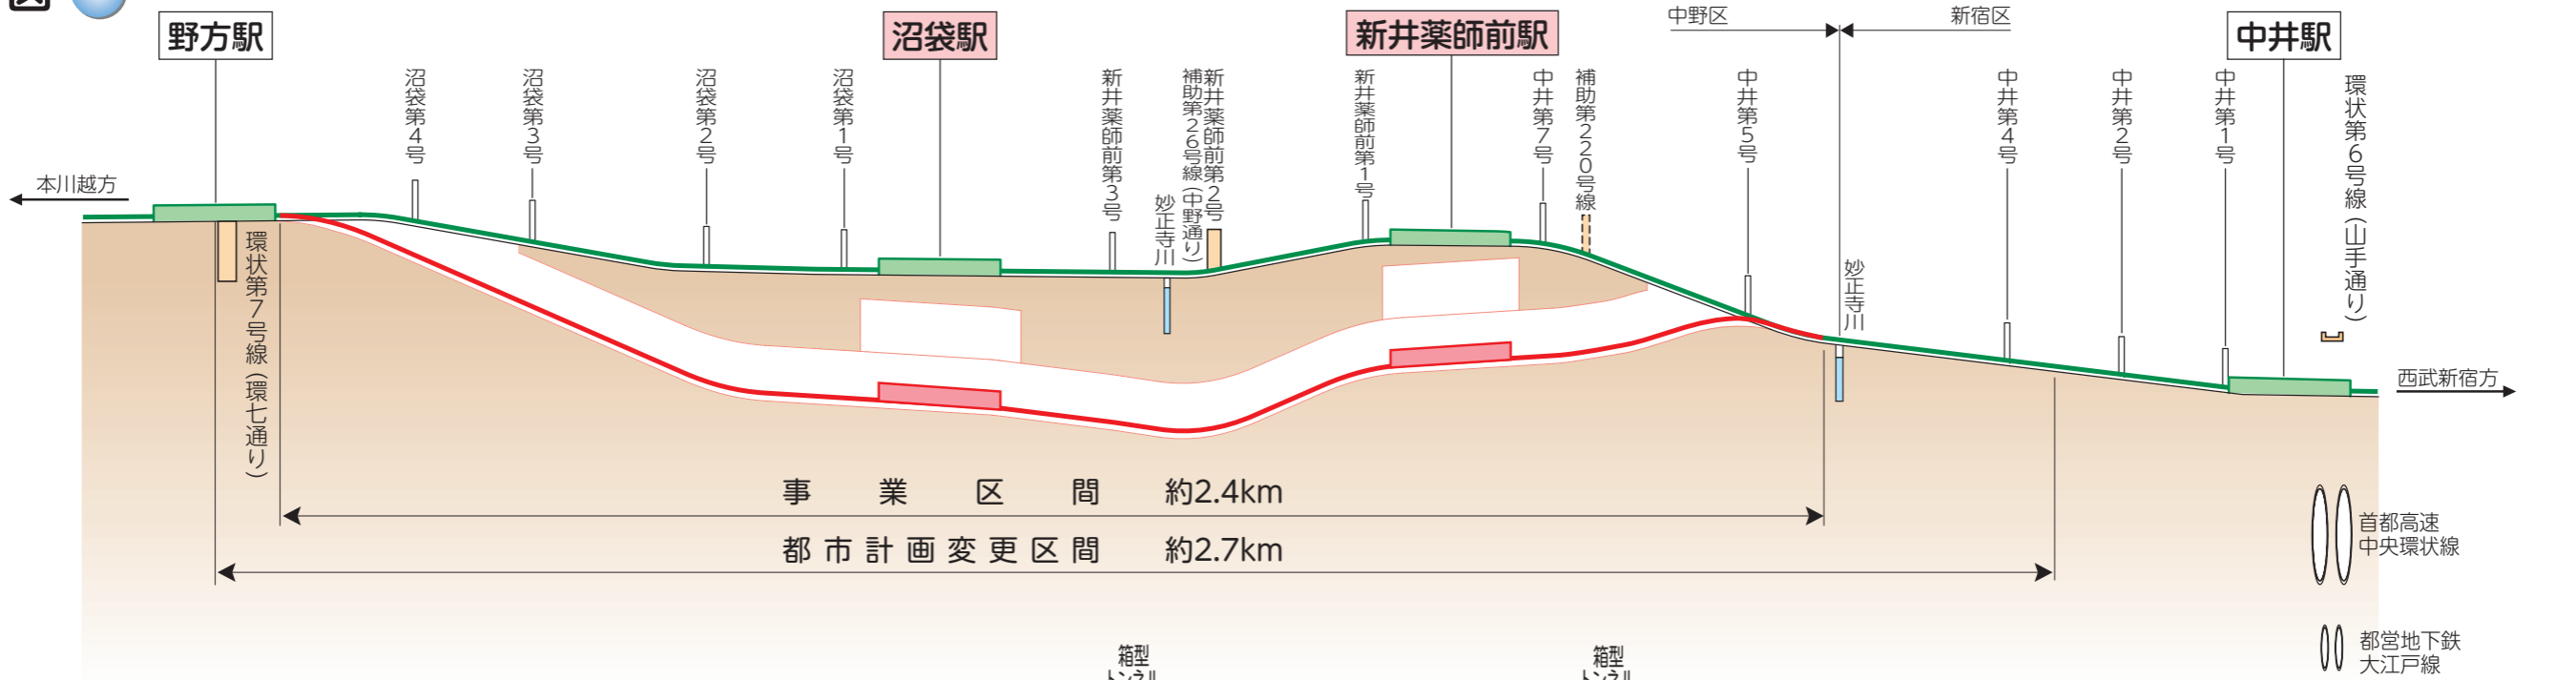 図
野方駅
沼袋駅
新井薬師前駅
中野区
新宿区
中井駅
沼袋第4号
沼袋第3号
沼袋第2号
沼袋第1号
新井薬師前第3号
妙正寺川
補助第26号線(中野通り)
新井薬師前第2号
新井薬師前第1号
中井第7号
補助第220号線
中井第5号
妙正寺川
中井第4号
中井第2号
中井第1号
環状第6号線(山手通り)
本川越方
環状第7号線(環七通り)
西武新宿方
事業区間 約2.4km
都市計画変更区間 約2.7km
首都高速
中央環状線
都営地下鉄
大江戸線
箱型
トンネル
箱型
トンネル